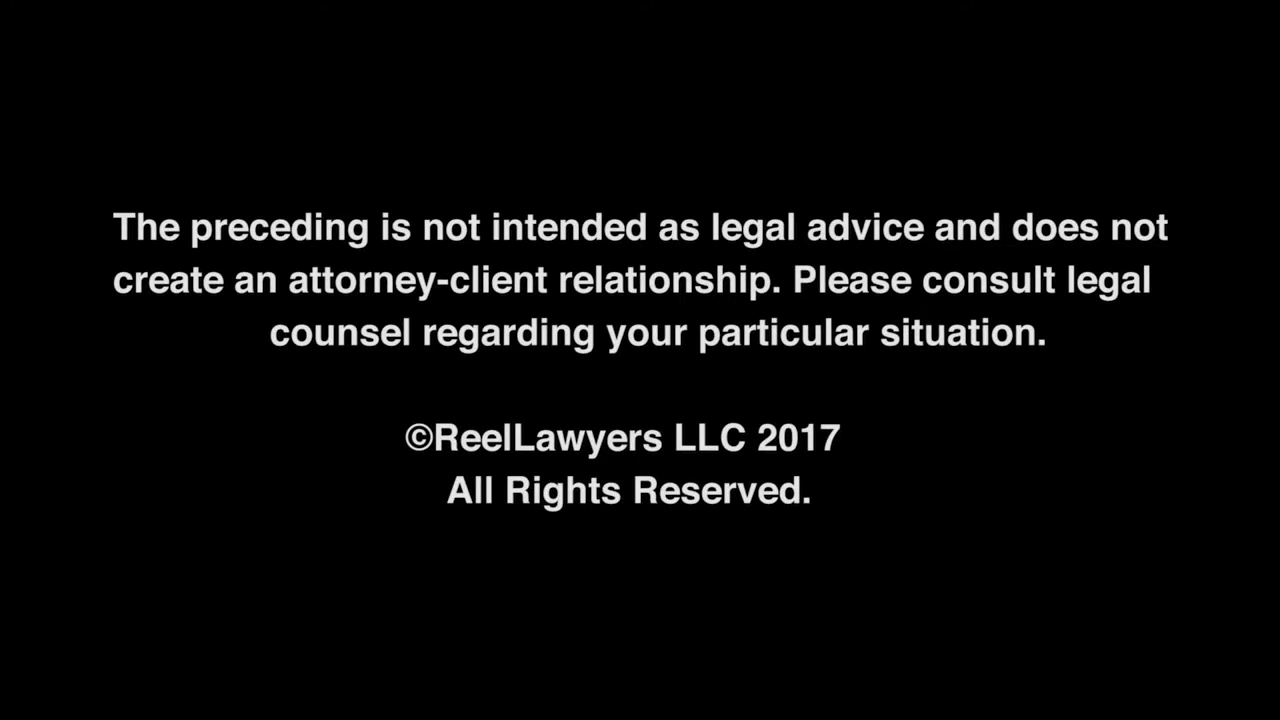 The preceding is not intended as legal advice and does not
create an attorney-client relationship. Please consult legal
counsel regarding your particular situation.
©ReelLawyers LLC 2017
All Rights Reserved.